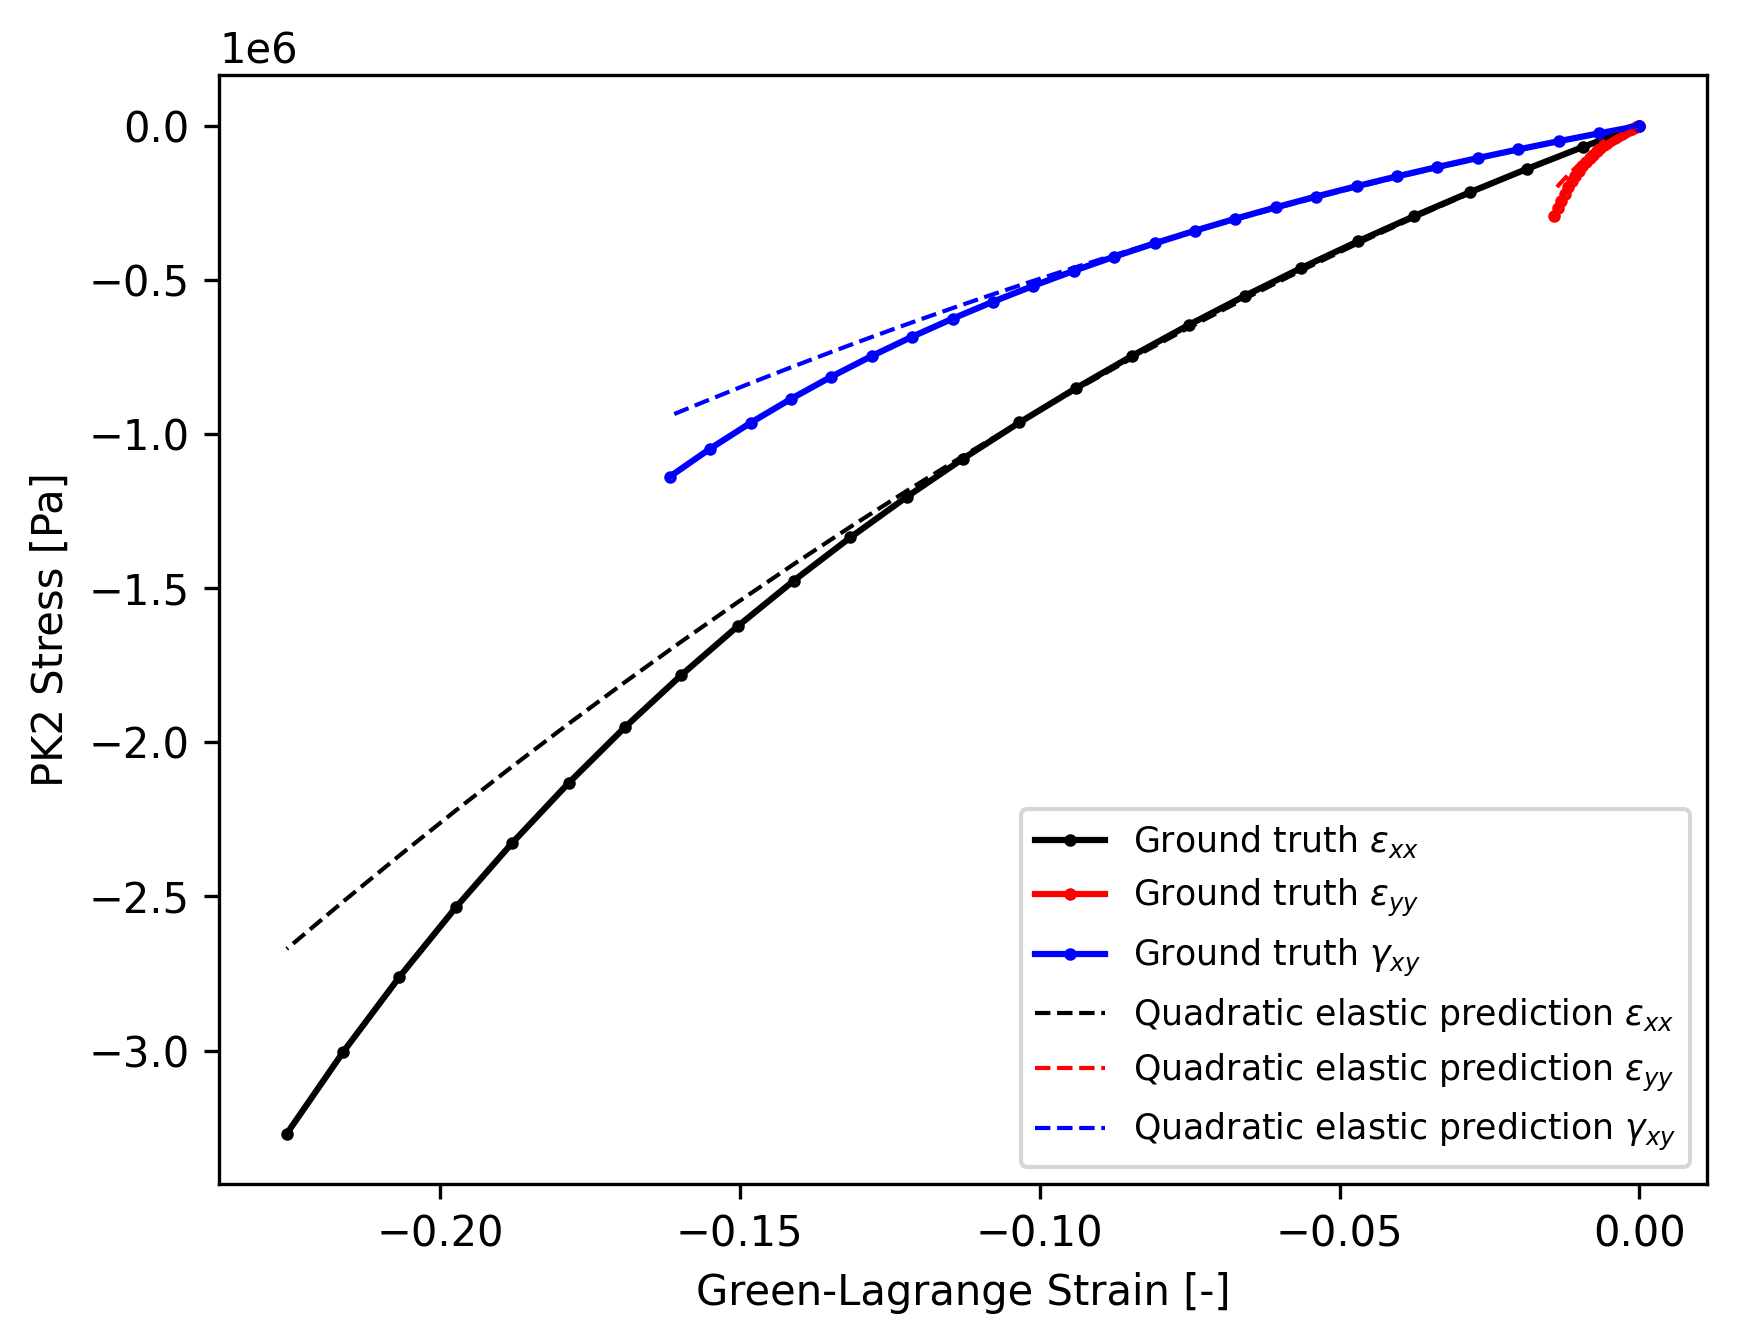 1e6
0.0
−0.5
−1.0
−1.5
−2.0
−2.5
−3.0
PK2 Stress [Pa]
Ground truth εxx
Ground truth εyy
Ground truth γxy
Quadratic elastic prediction εxx
Quadratic elastic prediction εyy
Quadratic elastic prediction γxy
−0.20 −0.15 −0.10 −0.05 0.00
Green-Lagrange Strain [-]